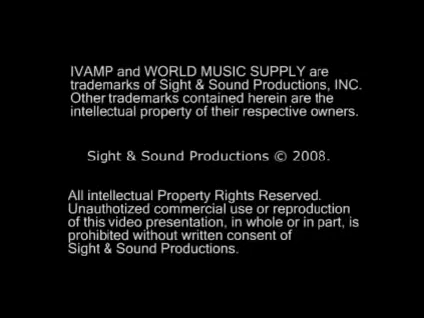 IVAMP and WORLD MUSIC SUPPLY are
trademarks of Sight & Sound Productions, INC.
Other trademarks contained herein are the
intellectual property of their respective owners.
Sight & Sound Productions © 2008.
All intellectual Property Rights Reserved.
Unauthotized commercial use or reproduction
of this video presentation, in whole or in part, is
prohibited without written consent of
Sight & Sound Productions.